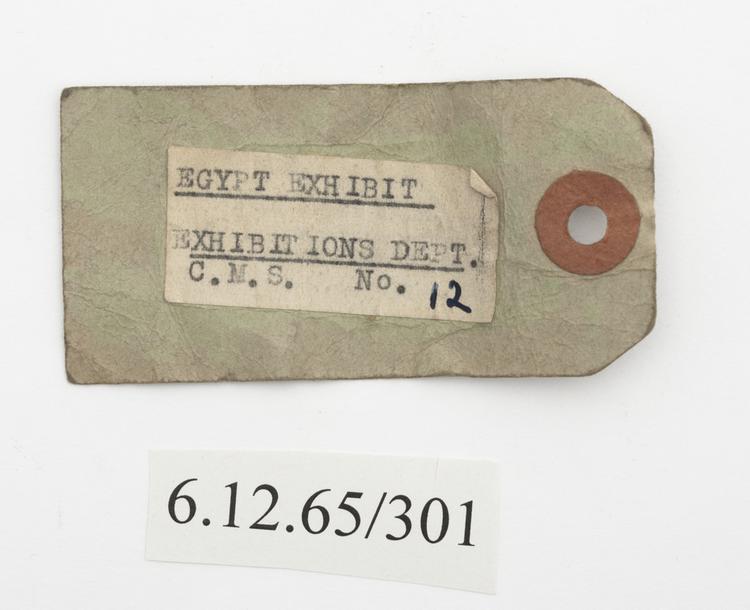 EGYPT EXHIBIT
EXHIBITIONS DEPT.
C.M.S. No. 12
6.12.65/301